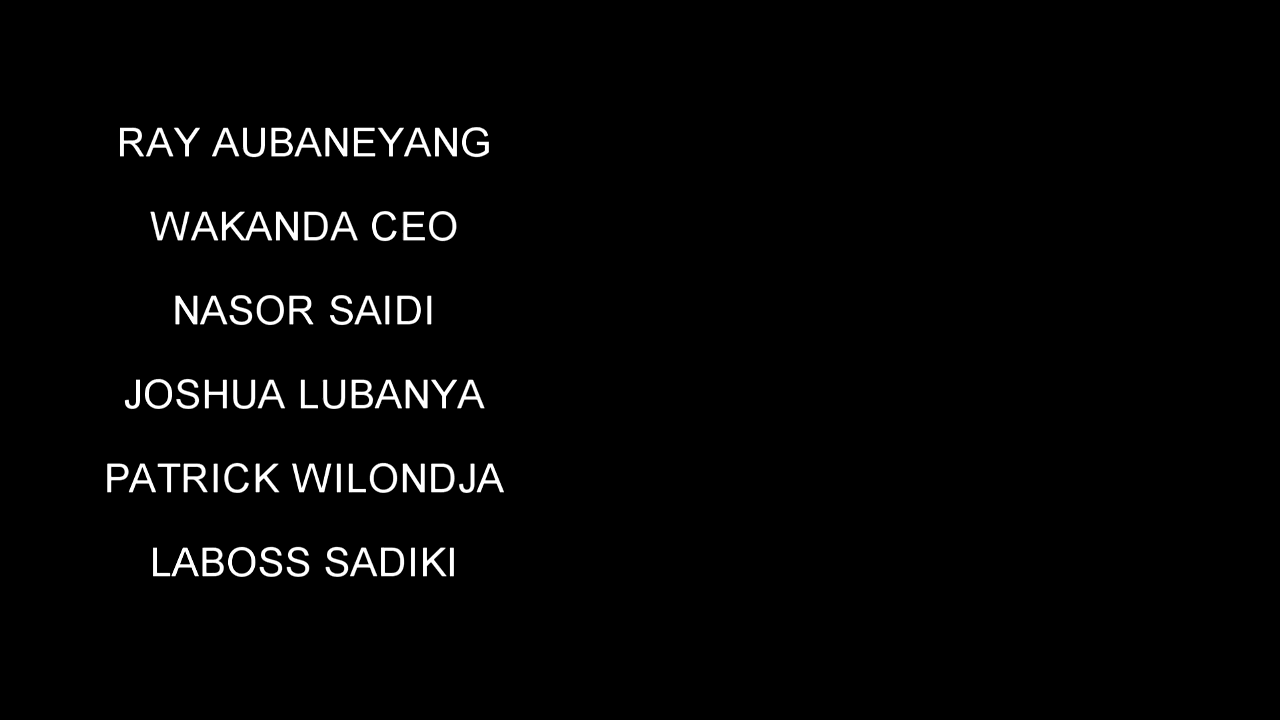 RAY AUBANEYANG
WAKANDA CEO
NASOR SAIDI
JOSHUA LUBANYA
PATRICK WILONDJA
LABOSS SADIKI